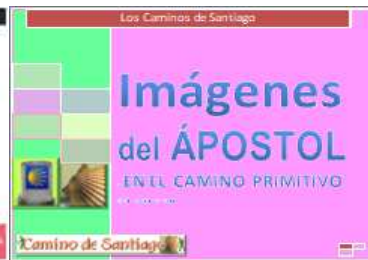 Los Caminos de Santiago
Imágenes
del ÁPOSTOL
EN EL CAMINO PRIMITIVO
Camino de Santiago